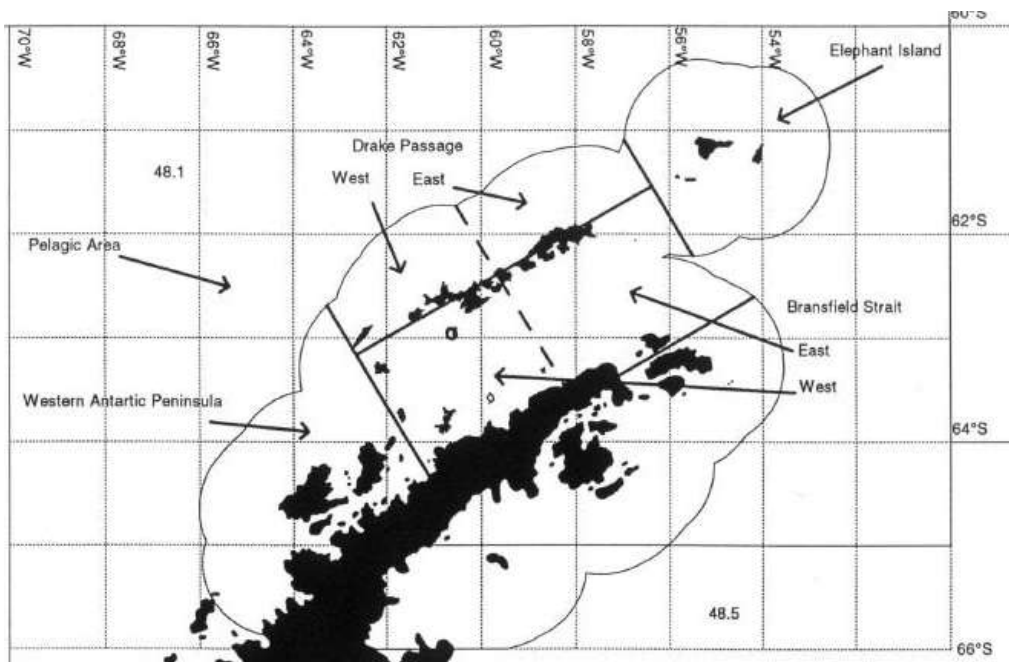 60°S
70°W
68°W
66°W
64°W
62°W
60°W
58°W
56°W
54°W
Elephant Island
Drake Passage
48.1
West
East
62°S
Pelagic Area
Bransfield Strait
East
West
Western Antartic Peninsula
64°S
48.5
66°S